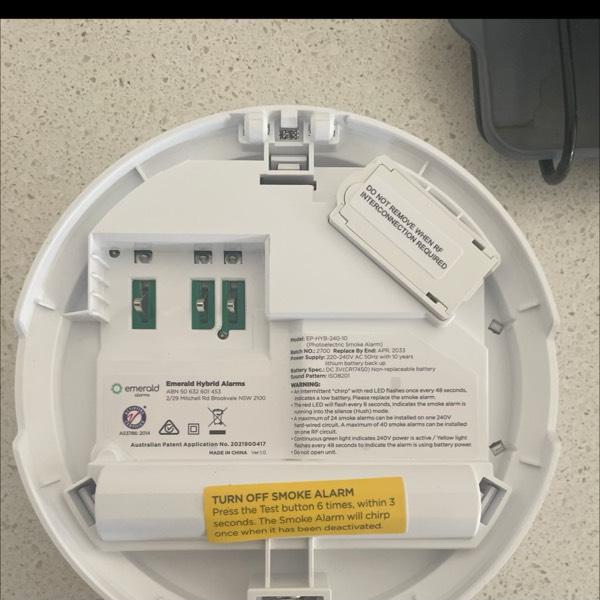 DO NOT REMOVE WHEN RF
INTERCONNECTION REQUIRED
Model: EP-HYB-240-10
(Photoelectric Smoke Alarm)
Batch NO.: 2700 Replace By End: APR. 2033
Power Supply: 220-240V AC 50Hz with 10 years
lithium battery back up
Battery Spec.: DC 3V(CR17450) Non-replaceable battery
Sound Pattern: ISO8201
WARNING:
• An intermittent "chirp" with red LED flashes once every 48 seconds,
indicates a low battery. Please replace the smoke alarm.
• The red LED will flash every 8 seconds, indicates the smoke alarm is
running into the silence (Hush) mode.
• A maximum of 24 smoke alarms can be installed on one 240V
hard-wired circuit. A maximum of 40 smoke alarms can be installed
on one RF circuit.
• Continuous green light indicates 240V power is active / Yellow light
flashes every 48 seconds to indicate the alarm is using battery power.
• Do not open unit.
emerald
alarms
Emerald Hybrid Alarms
ABN 50 632 601 453
2/29 Mitchell Rd Brookvale NSW 2100
AS3786: 2014
Australian Patent Application No. 2021900417
MADE IN CHINA Ver:1.0
TURN OFF SMOKE ALARM
Press the Test button 6 times, within 3
seconds. The Smoke Alarm will chirp
once when it has been deactivated.